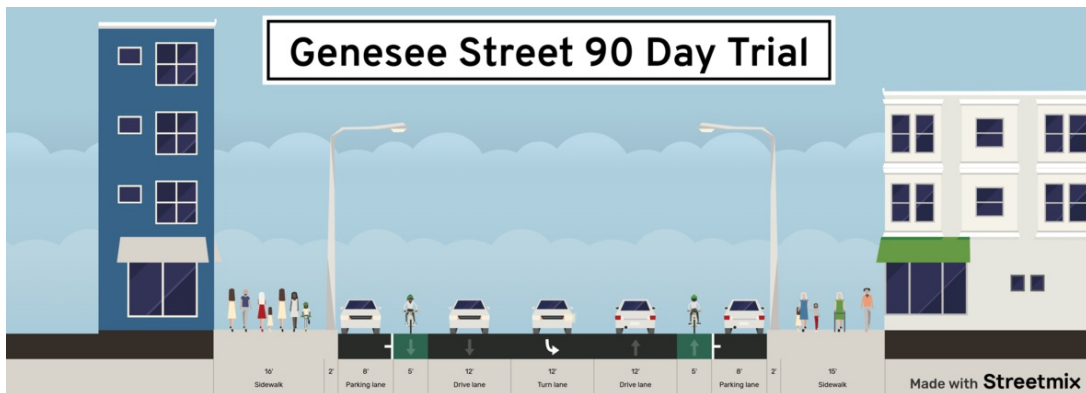 Genesee Street 90 Day Trial
16' 2' 8' 5' 12' 12' 12' 5' 8' 2' 15'
Sidewalk Parking lane Drive lane Turn lane Drive lane Parking lane Sidewalk
Made with Streetmix